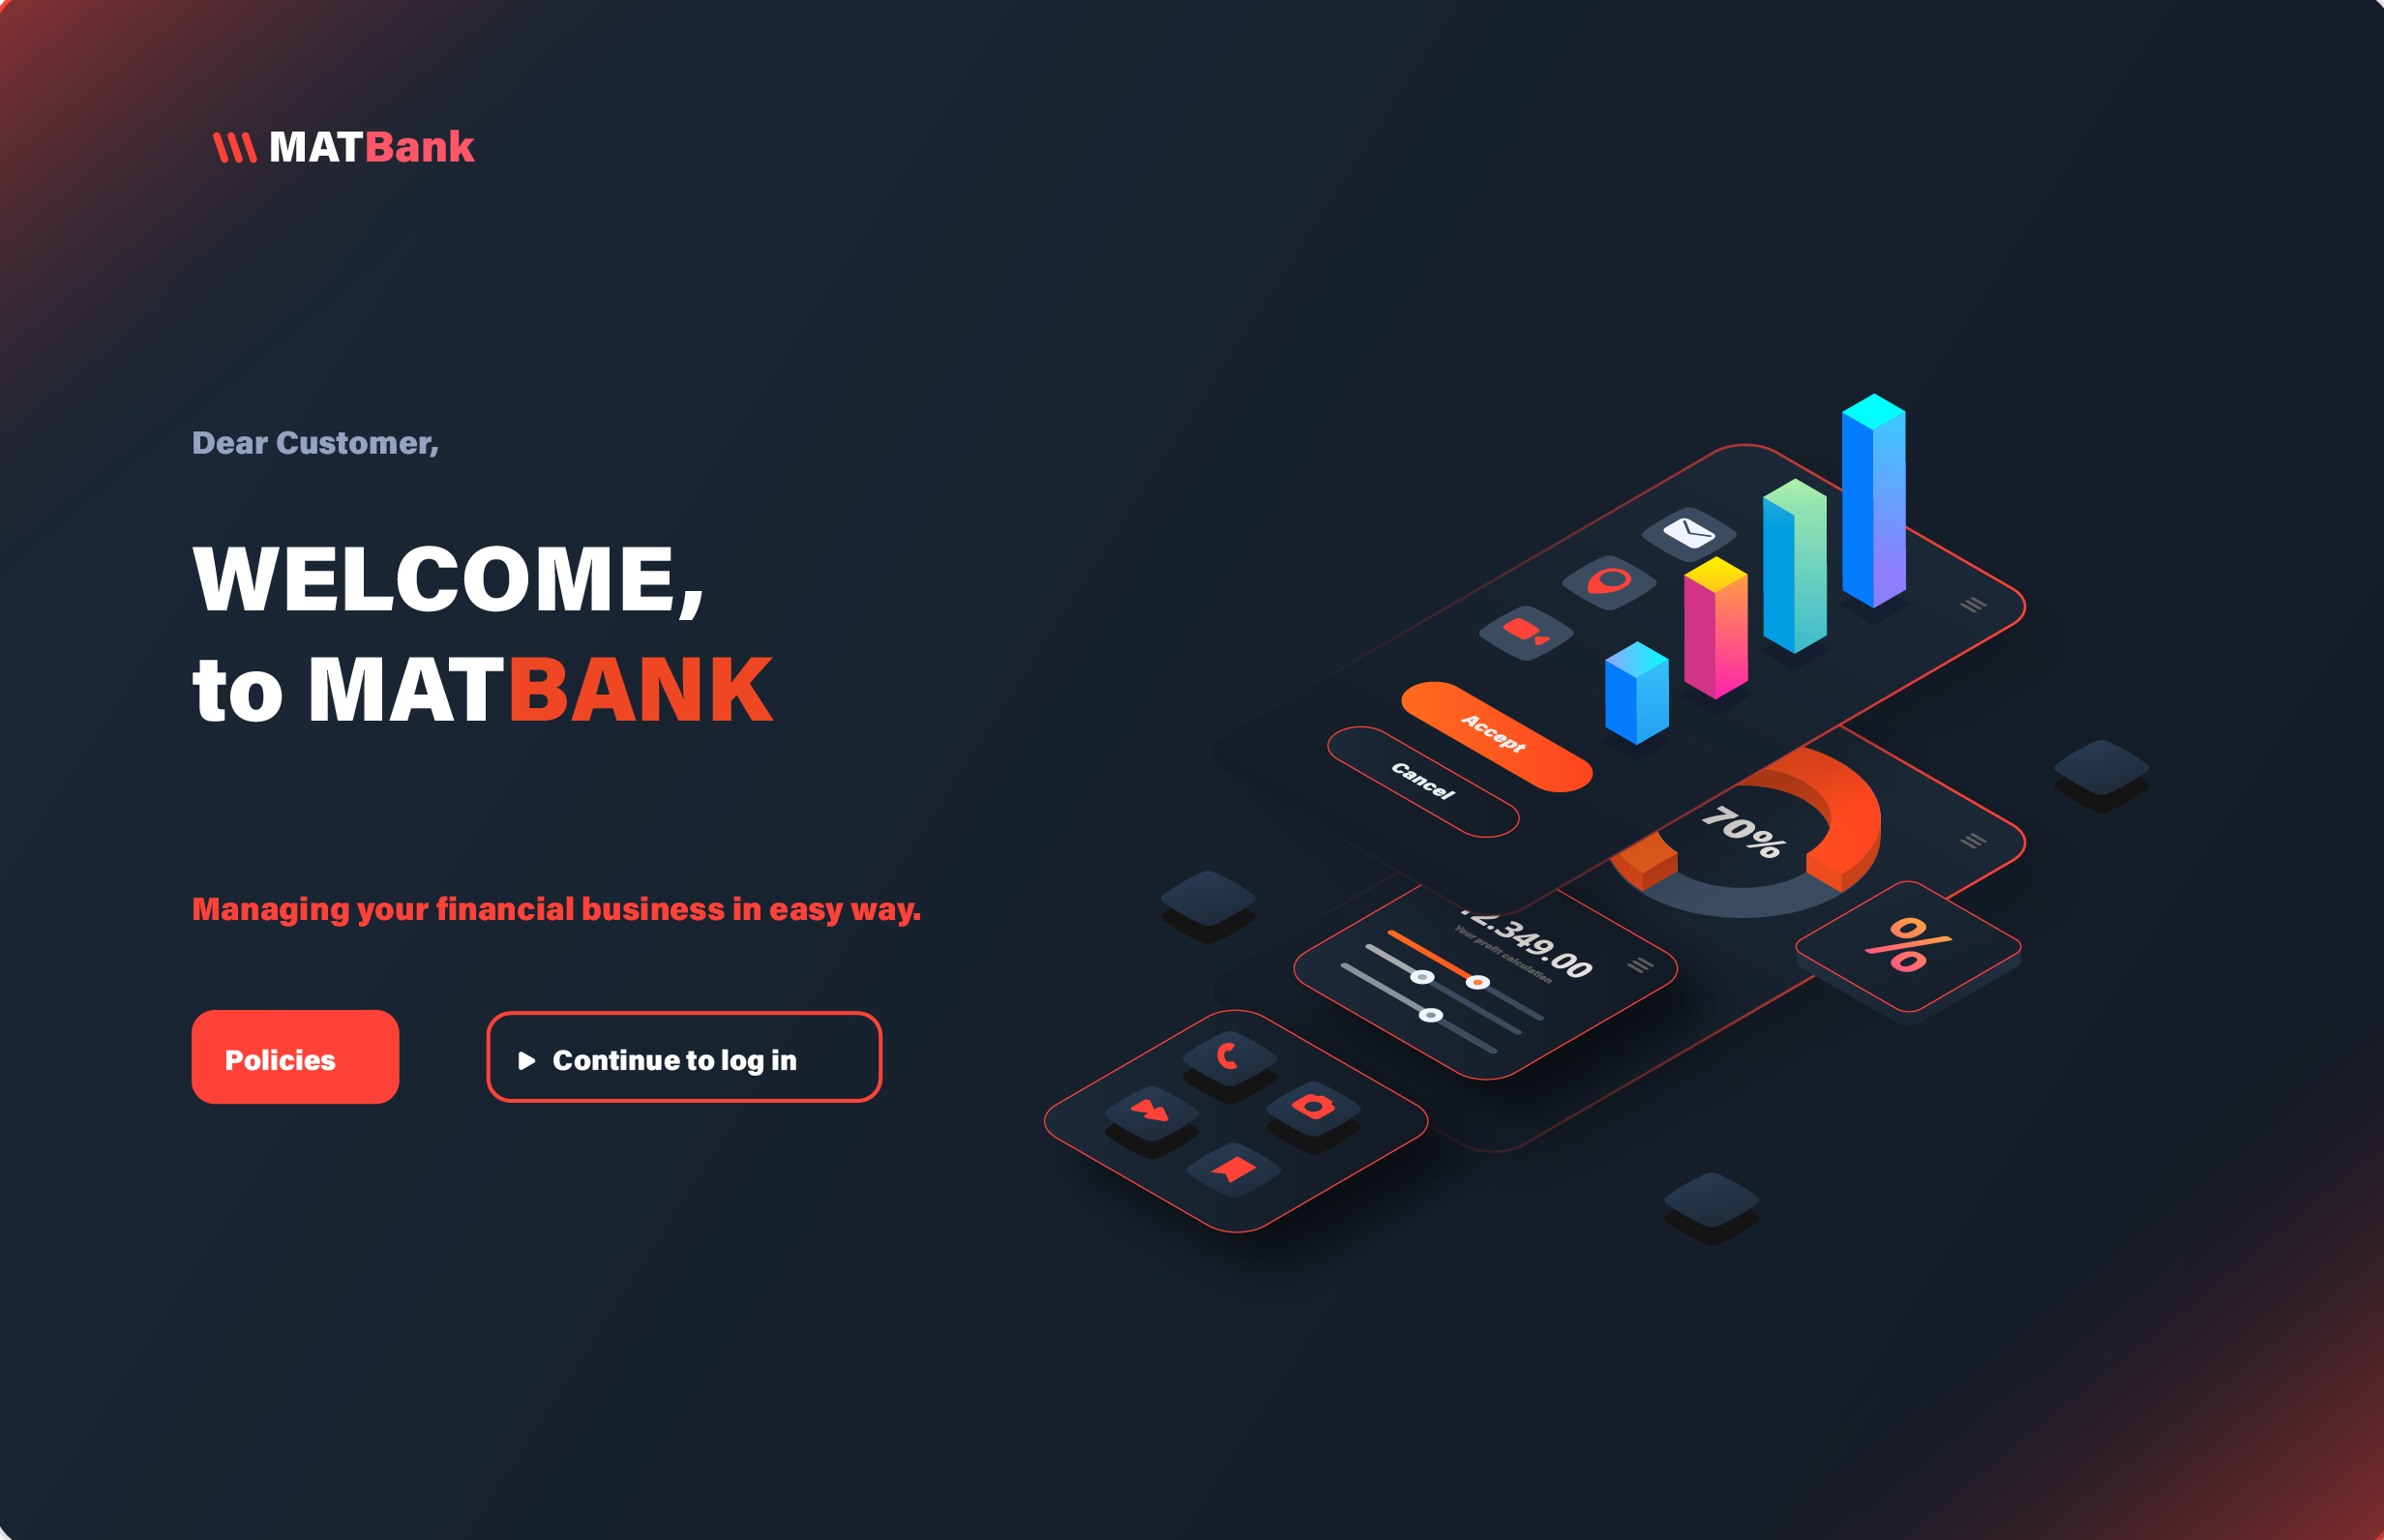 MATBank
Dear Customer,
WELCOME,
to MATBANK
Managing your financial business in easy way.
Policies
Continue to log in
Accept
Cancel
70%
2.349.00
Your profit calculation
%